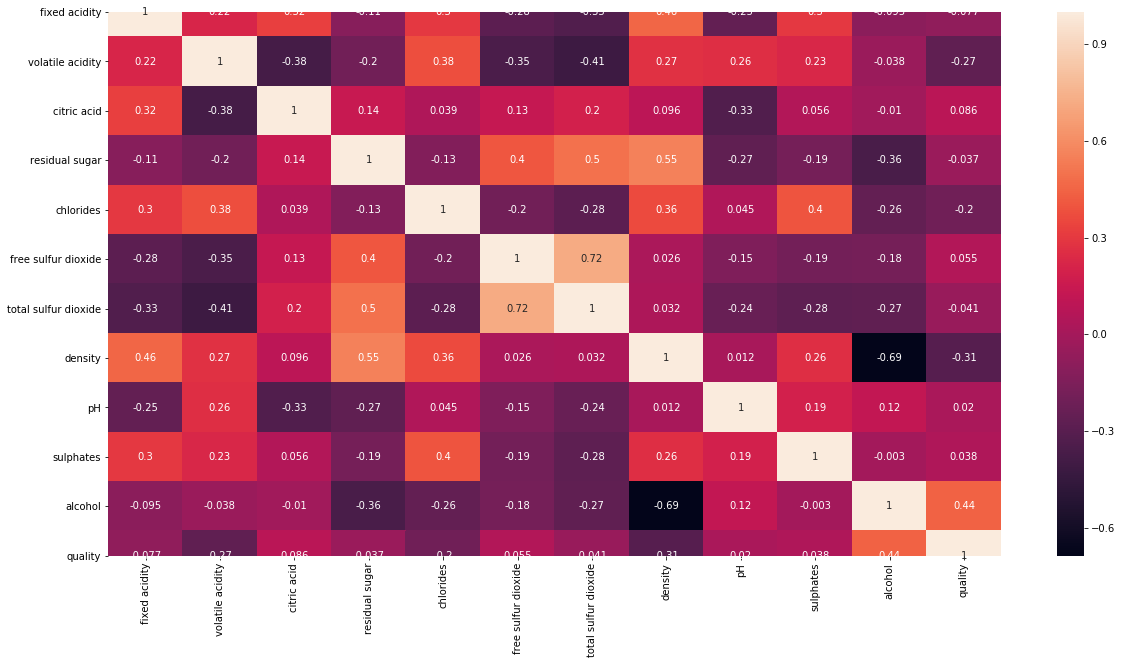 fixed acidity 1 0.22 0.32 -0.11 0.3 -0.28 -0.33 0.46 -0.25 0.3 -0.095 -0.077
volatile acidity 0.22 1 -0.38 -0.2 0.38 -0.35 -0.41 0.27 0.26 0.23 -0.038 -0.27
citric acid 0.32 -0.38 1 0.14 0.039 0.13 0.2 0.096 -0.33 0.056 -0.01 0.086
residual sugar -0.11 -0.2 0.14 1 -0.13 0.4 0.5 0.55 -0.27 -0.19 -0.36 -0.037
chlorides 0.3 0.38 0.039 -0.13 1 -0.2 -0.28 0.36 0.045 0.4 -0.26 -0.2
free sulfur dioxide -0.28 -0.35 0.13 0.4 -0.2 1 0.72 0.026 -0.15 -0.19 -0.18 0.055
total sulfur dioxide -0.33 -0.41 0.2 0.5 -0.28 0.72 1 0.032 -0.24 -0.28 -0.27 -0.041
density 0.46 0.27 0.096 0.55 0.36 0.026 0.032 1 0.012 0.26 -0.69 -0.31
pH -0.25 0.26 -0.33 -0.27 0.045 -0.15 -0.24 0.012 1 0.19 0.12 0.02
sulphates 0.3 0.23 0.056 -0.19 0.4 -0.19 -0.28 0.26 0.19 1 -0.003 0.038
alcohol -0.095 -0.038 -0.01 -0.36 -0.26 -0.18 -0.27 -0.69 0.12 -0.003 1 0.44
quality -0.077 -0.27 0.086 -0.037 -0.2 0.055 -0.041 -0.31 0.02 0.038 0.44 1
fixed acidity
volatile acidity
citric acid
residual sugar
chlorides
free sulfur dioxide
total sulfur dioxide
density
pH
sulphates
alcohol
quality
0.9
0.6
0.3
0.0
−0.3
−0.6